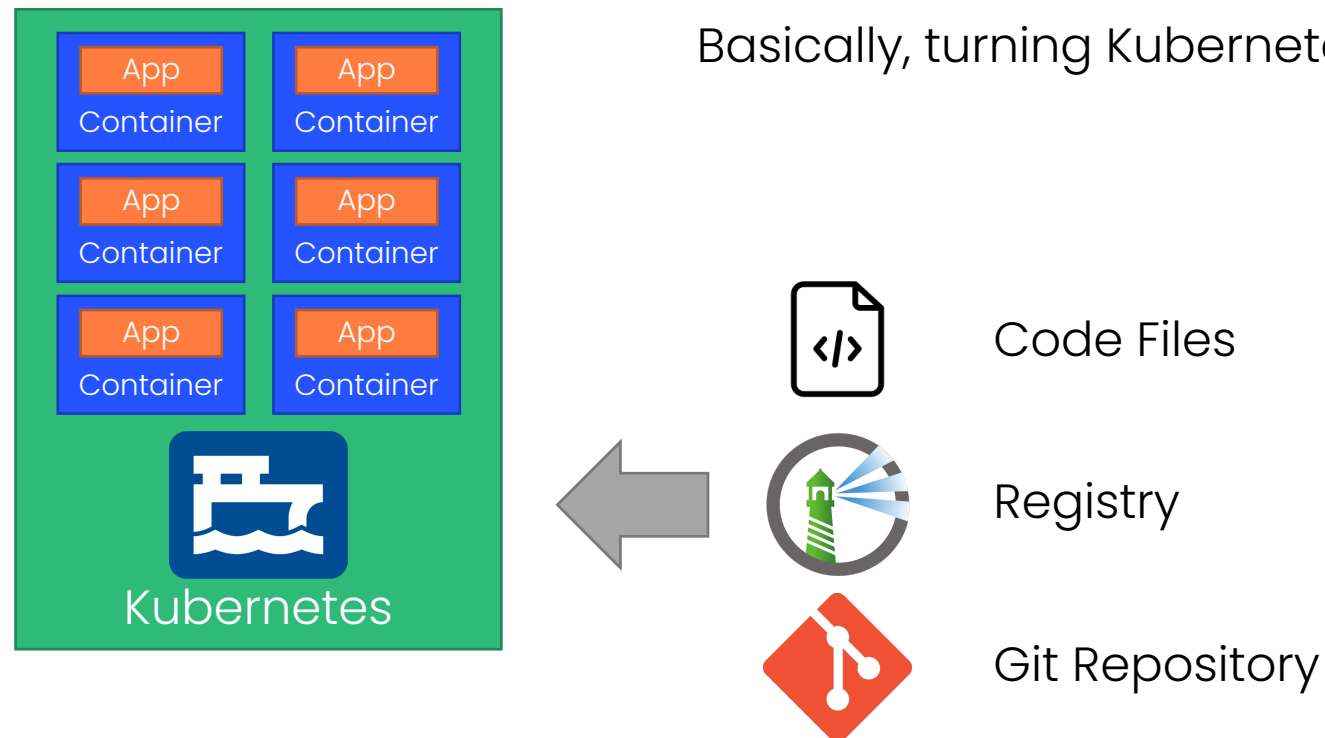 Basically, turning Kubernete
App
App
Container
Container
App
App
Container
Container
App
App
Container
Container
Kubernetes
</>
Code Files
Registry
Git Repository